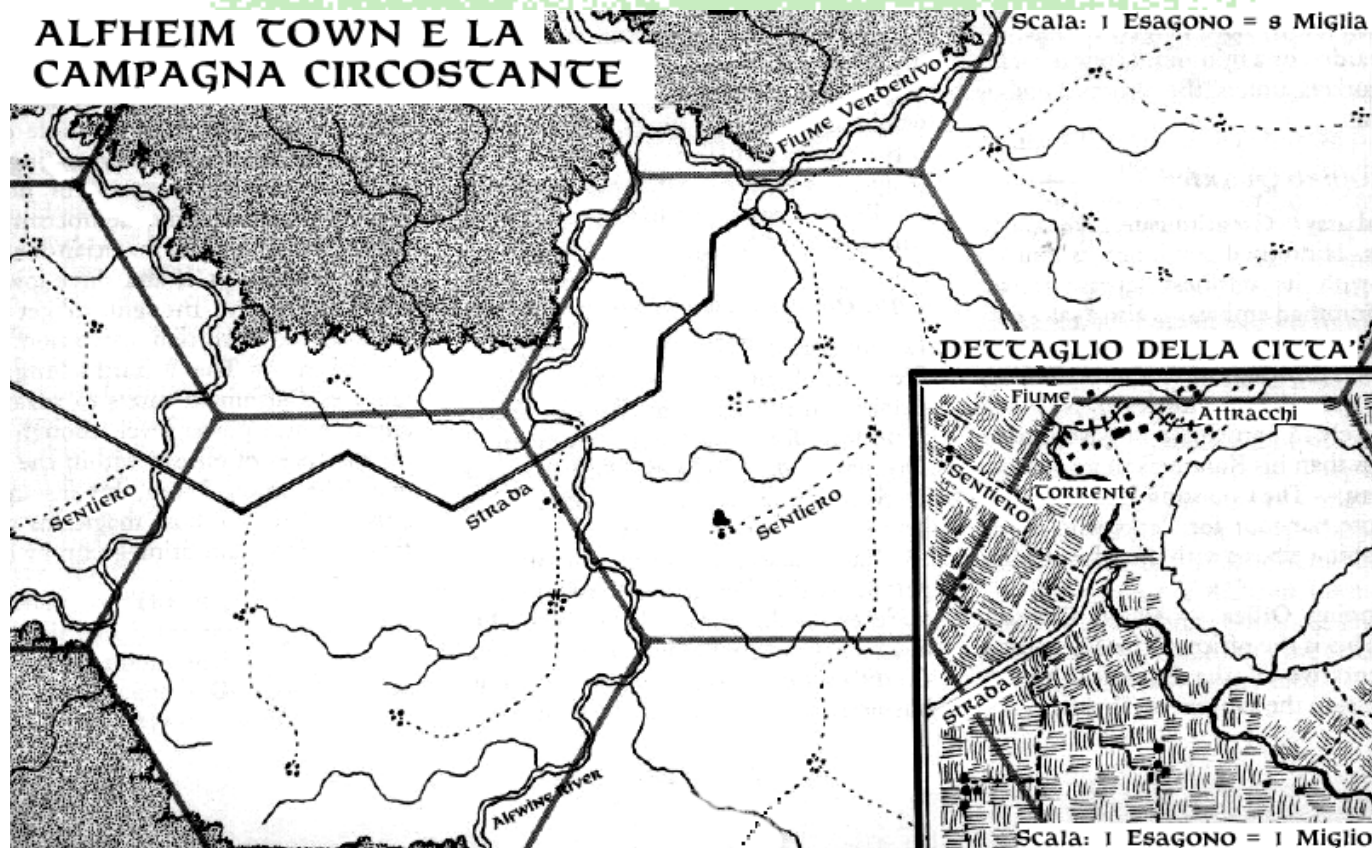 ALFHEIM TOWN E LA
CAMPAGNA CIRCOSTANTE
Scala: 1 Esagono = 8 Miglia
Fiume Verderivo
Sentiero
Strada
Sentiero
Alfwine River
DETTAGLIO DELLA CITTA'
Fiume
Attracchi
Sentiero
Torrente
Strada
Scala: 1 Esagono = 1 Miglio